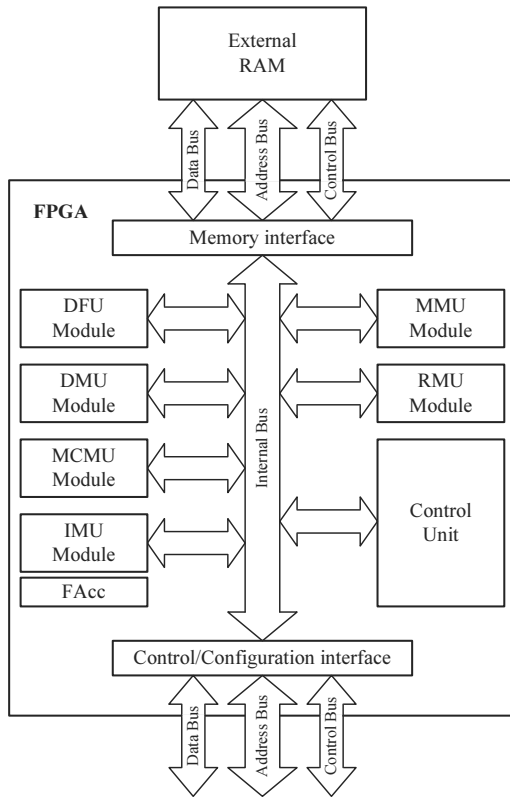 External
RAM
Data Bus
Address Bus
Control Bus
FPGA
Memory interface
DFU
Module
MMU
Module
DMU
Module
RMU
Module
MCMU
Module
Internal Bus
Control
Unit
IMU
Module
FAcc
Control/Configuration interface
Data Bus
Address Bus
Control Bus